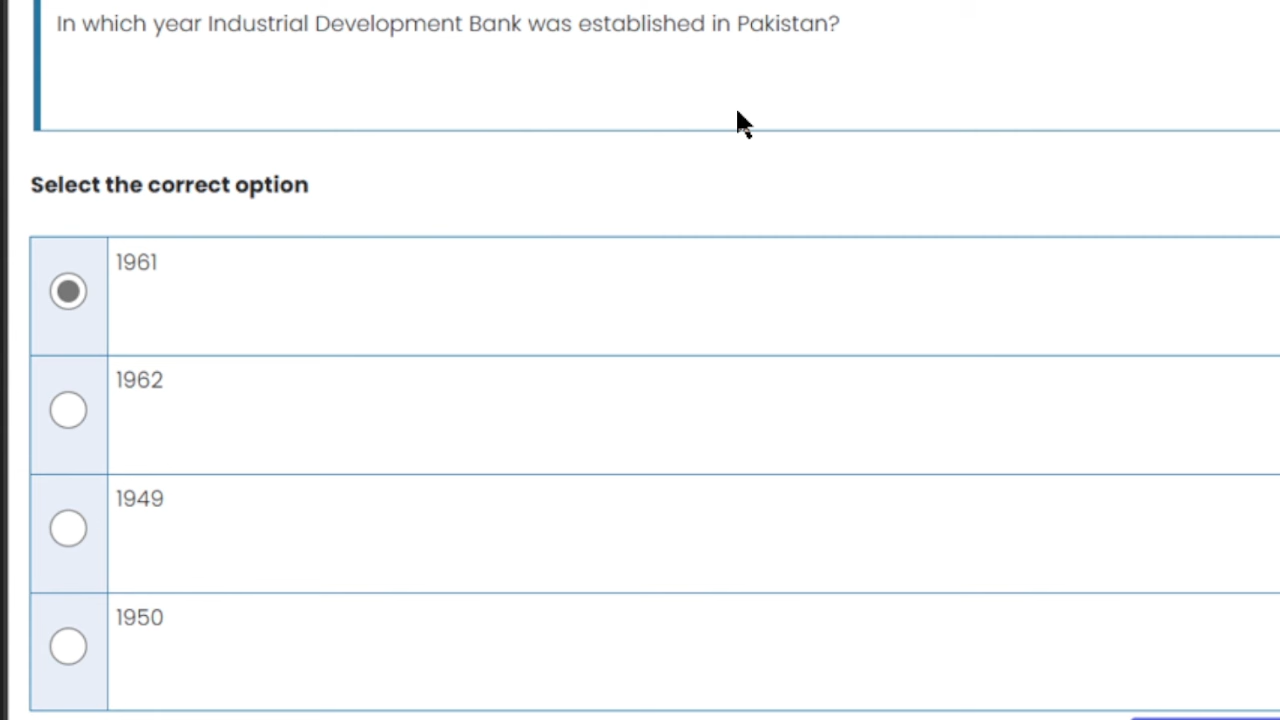 In which year Industrial Development Bank was established in Pakistan?
Select the correct option
1961
1962
1949
1950